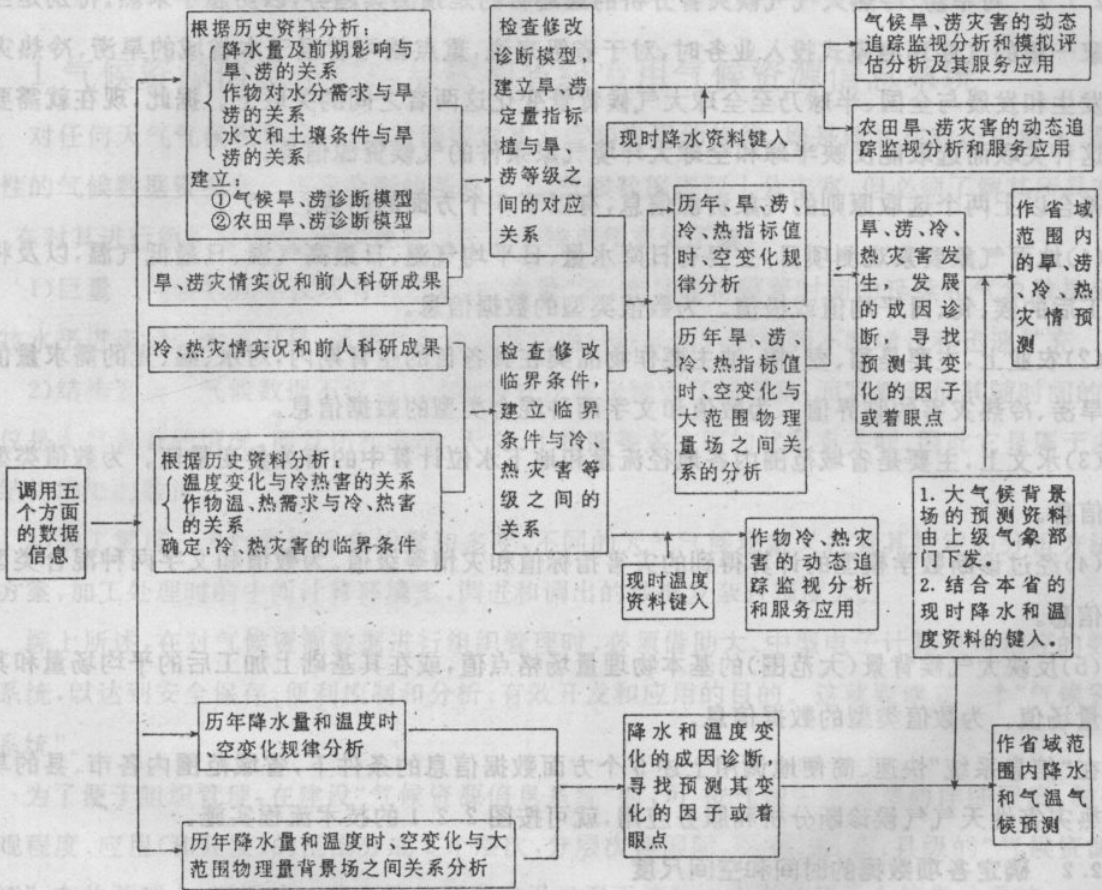 根据历史资料分析:
降水量及前期影响与
旱、涝的关系
作物对水分需求与旱
涝的关系
水文和土壤条件与旱
涝的关系
建立:
①气候旱、涝诊断模型
②农田旱、涝诊断模型
旱、涝灾情实况和前人科研成果
冷、热灾情实况和前人科研成果
根据历史资料分析:
温度变化与冷热害的关系
作物温、热需求与冷、热害
的关系
确定:冷、热灾害的临界条件
调用五
个方面
的数据
信息
检查修改
诊断模型,
建立旱、涝
定量指标
植与旱、
涝等级之
间的对应
关系
检查修改
临界条件,
建立临界
条件与冷、
热灾害等
级之间的
关系
现时降水资料键入
气候旱、涝灾害的动态
追踪监视分析和模拟评
估分析及其服务应用
农田旱、涝灾害的动态追
踪监视分析和服务应用
历年、旱、涝、
冷、热指标值
时、空变化规
律分析
历年旱、涝、
冷、热指标值
时、空变化与
大范围物理
量场之间关
系的分析
旱、涝、冷、
热灾害发
生、发展
的成因诊
断,寻找
预测其变
化的因子
或着眼点
作省域
范围内
的旱、涝
、冷、热
灾情预
测
现时温度
资料键入
作物冷、热灾
害的动态追
踪监视分析
和服务应用
1. 大气候背景
场的预测资料
由上级气象部
门下发
2. 结合本省的
现时降水和温
度资料的键入.
历年降水量和温度时
、空变化规律分析
历年降水量和温度时、空变化与大
范围物理量背景场之间关系分析
降水和温度变
化的成因诊断,
寻找预测其变
化的因子或着
眼点
作省域范
围内降水
和气温气
候预测